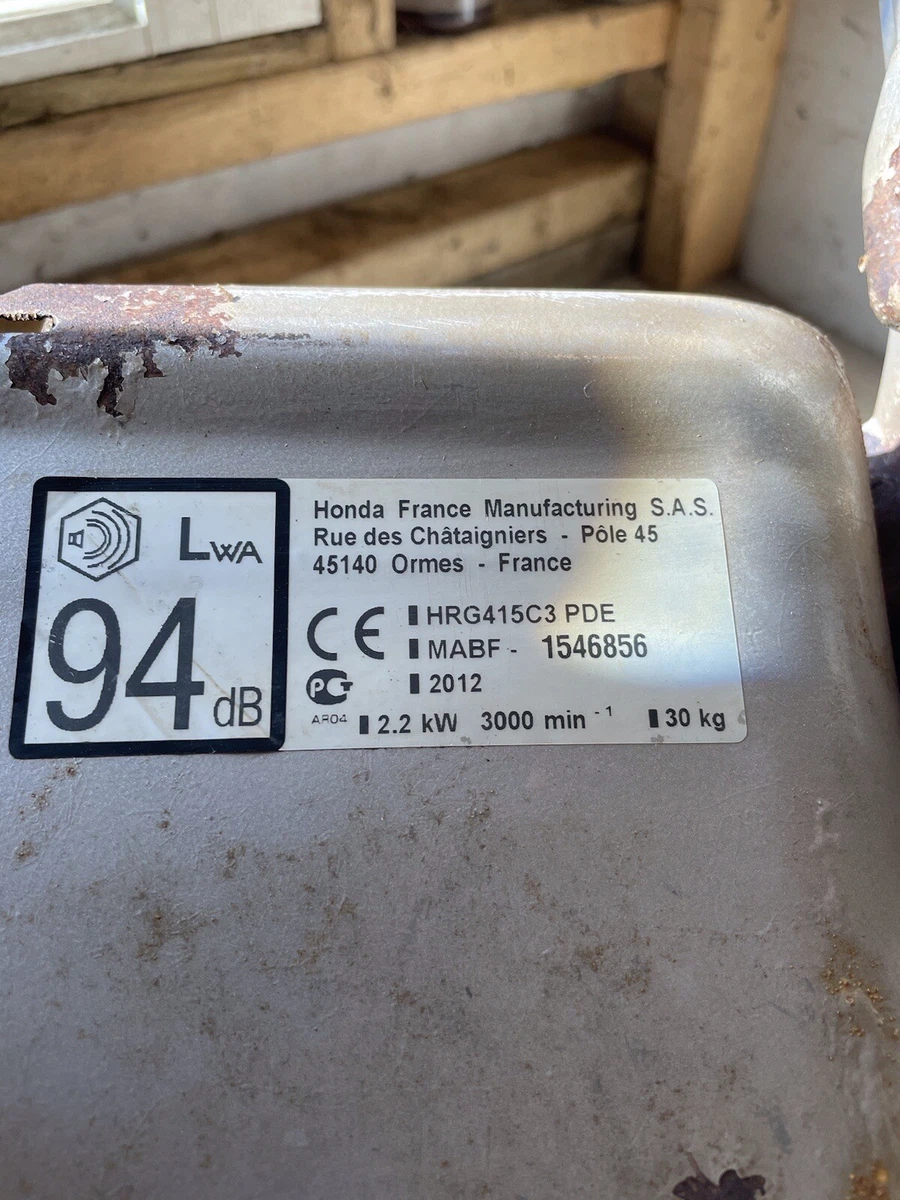 LWA
94 dB
Honda France Manufacturing S.A.S.
Rue des Châtaigniers - Pôle 45
45140 Ormes - France
CE
HRG415C3 PDE
MABF - 1546856
PCT
2012
AR04
2.2 kW 3000 min -1 30 kg